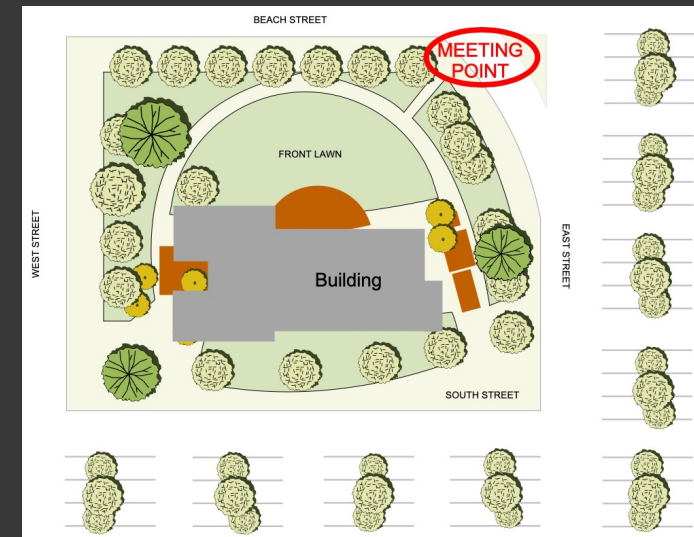 BEACH STREET
MEETING
POINT
FRONT LAWN
WEST STREET
EAST STREET
Building
SOUTH STREET